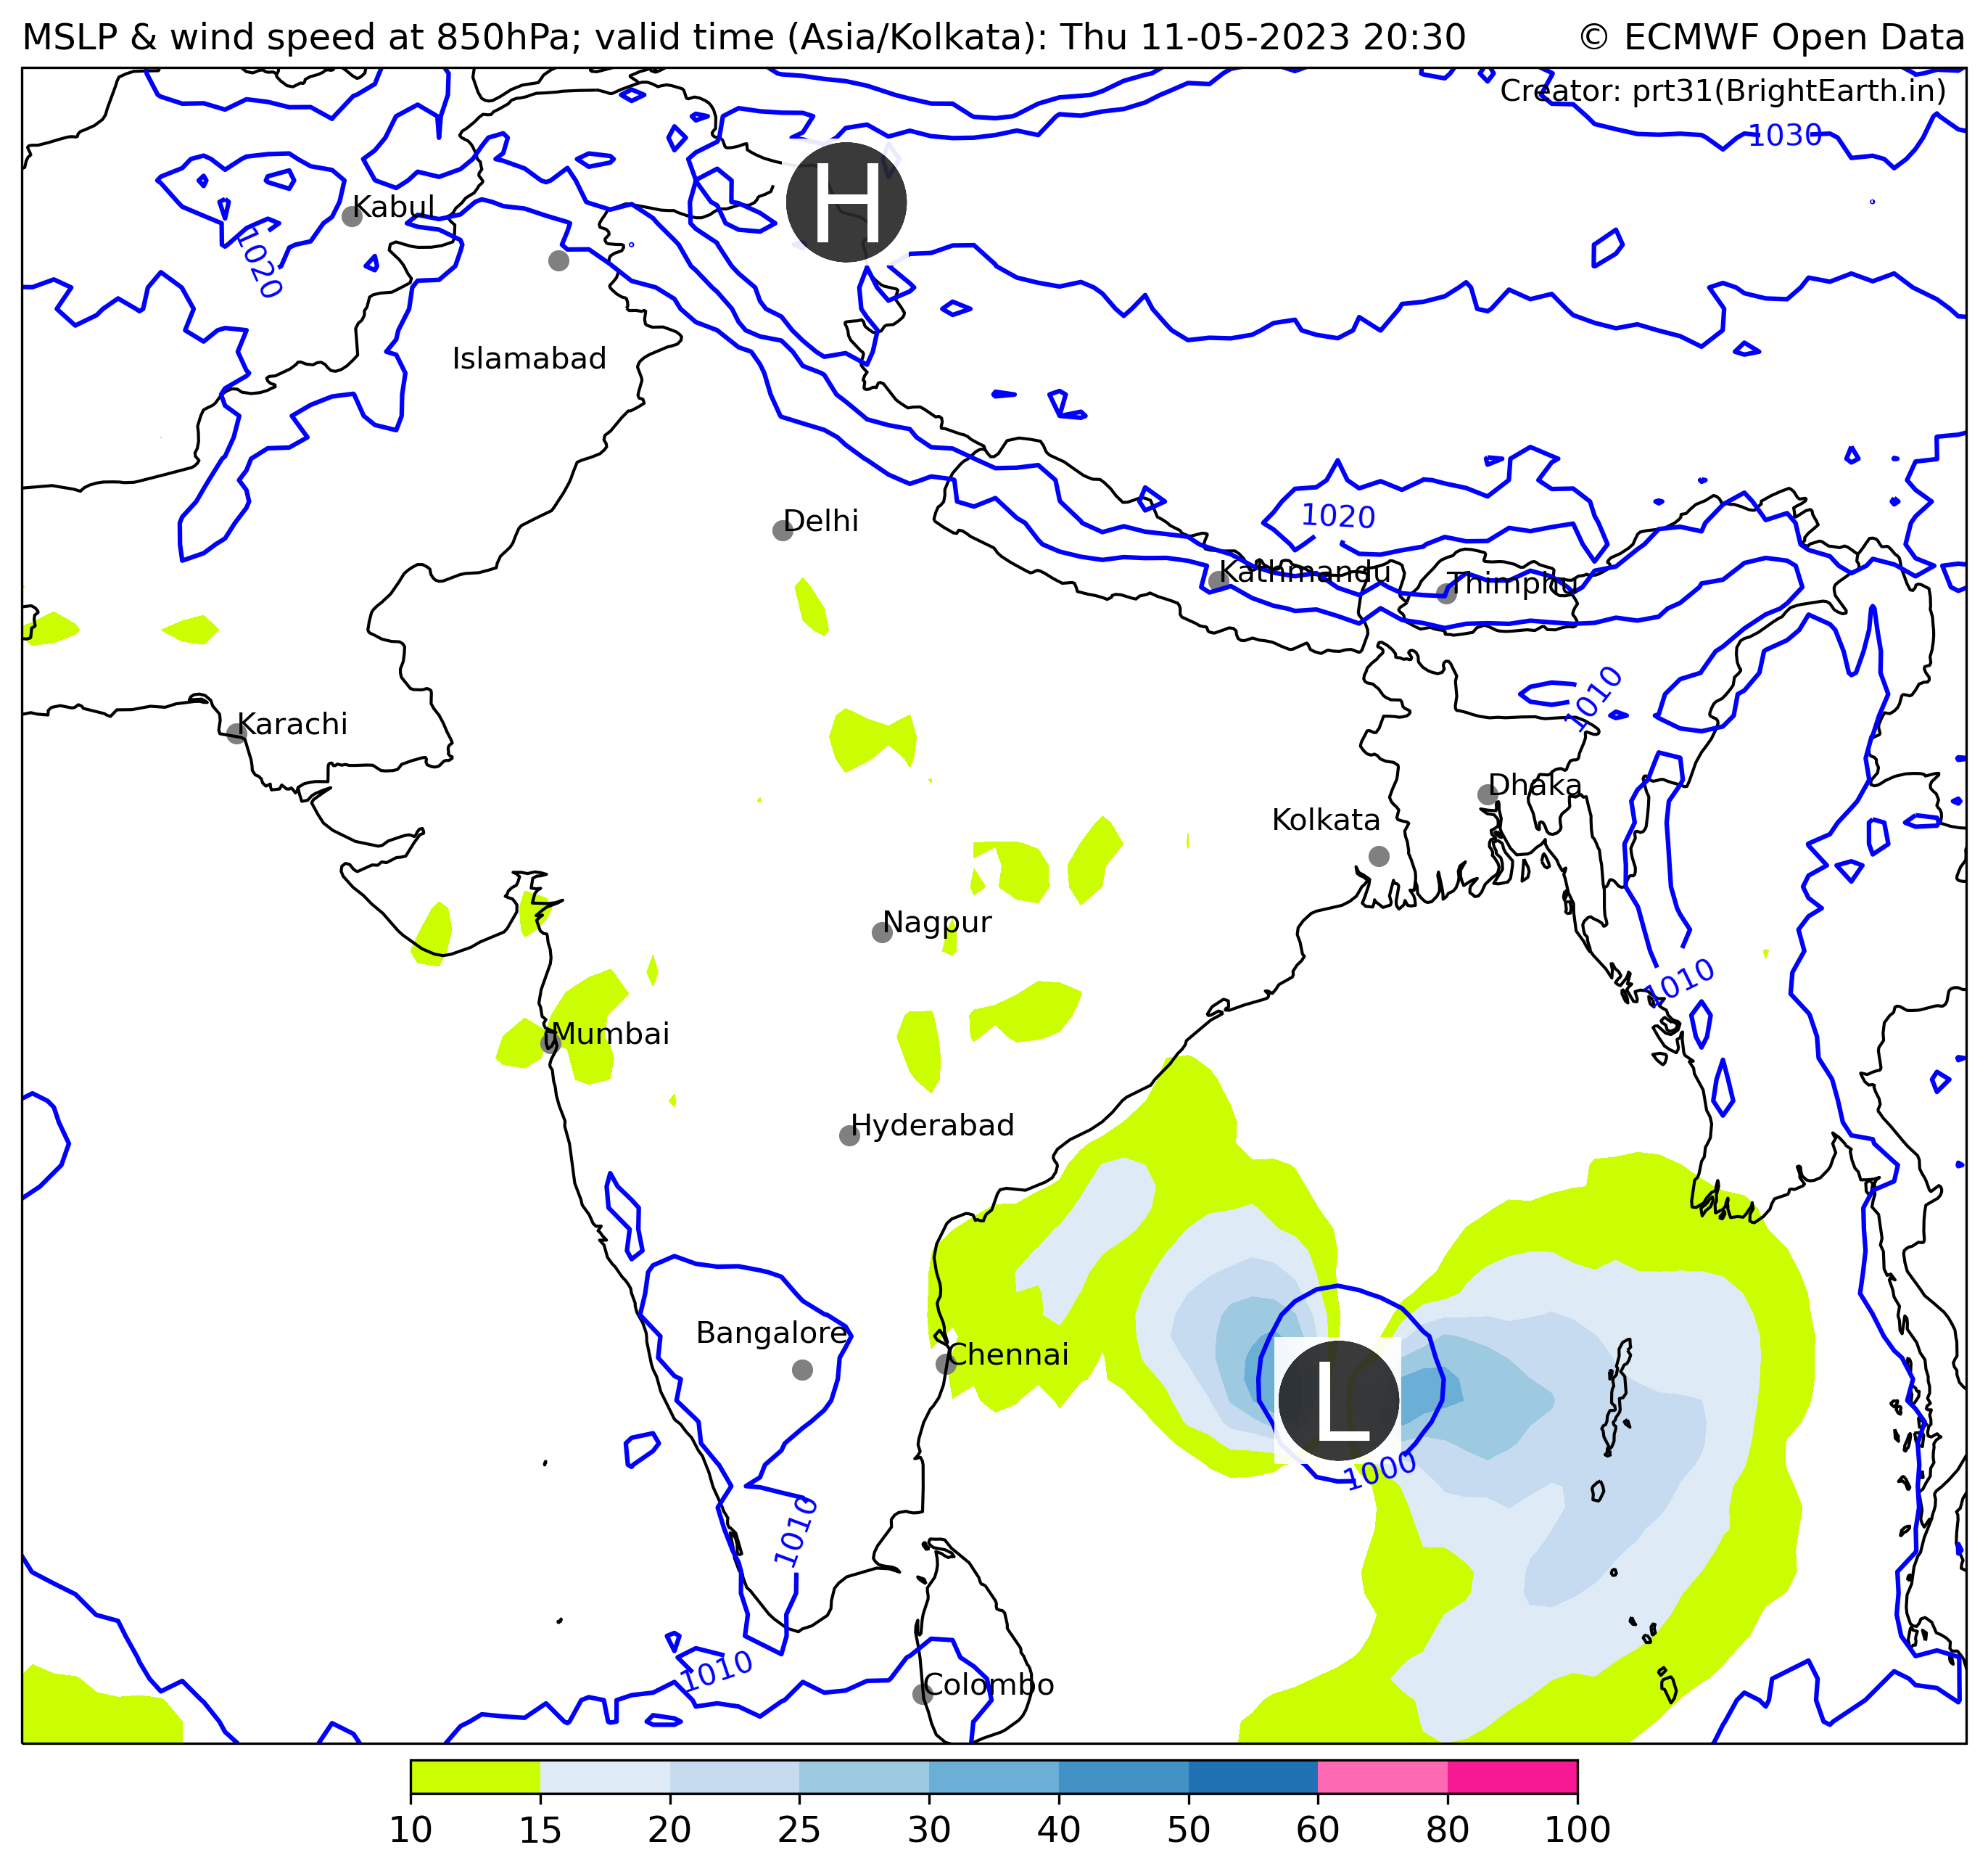 MSLP & wind speed at 850hPa; valid time (Asia/Kolkata): Thu 11-05-2023 20:30
© ECMWF Open Data
Creator: prt31(BrightEarth.in)
1030
H
Kabul
1020
Islamabad
1020
Delhi
Kathmandu
Thimphu
1010
Karachi
Dhaka
Kolkata
Nagpur
1010
Mumbai
Hyderabad
Bangalore
Chennai
L
1000
1010
1010
Colombo
10 15 20 25 30 40 50 60 80 100